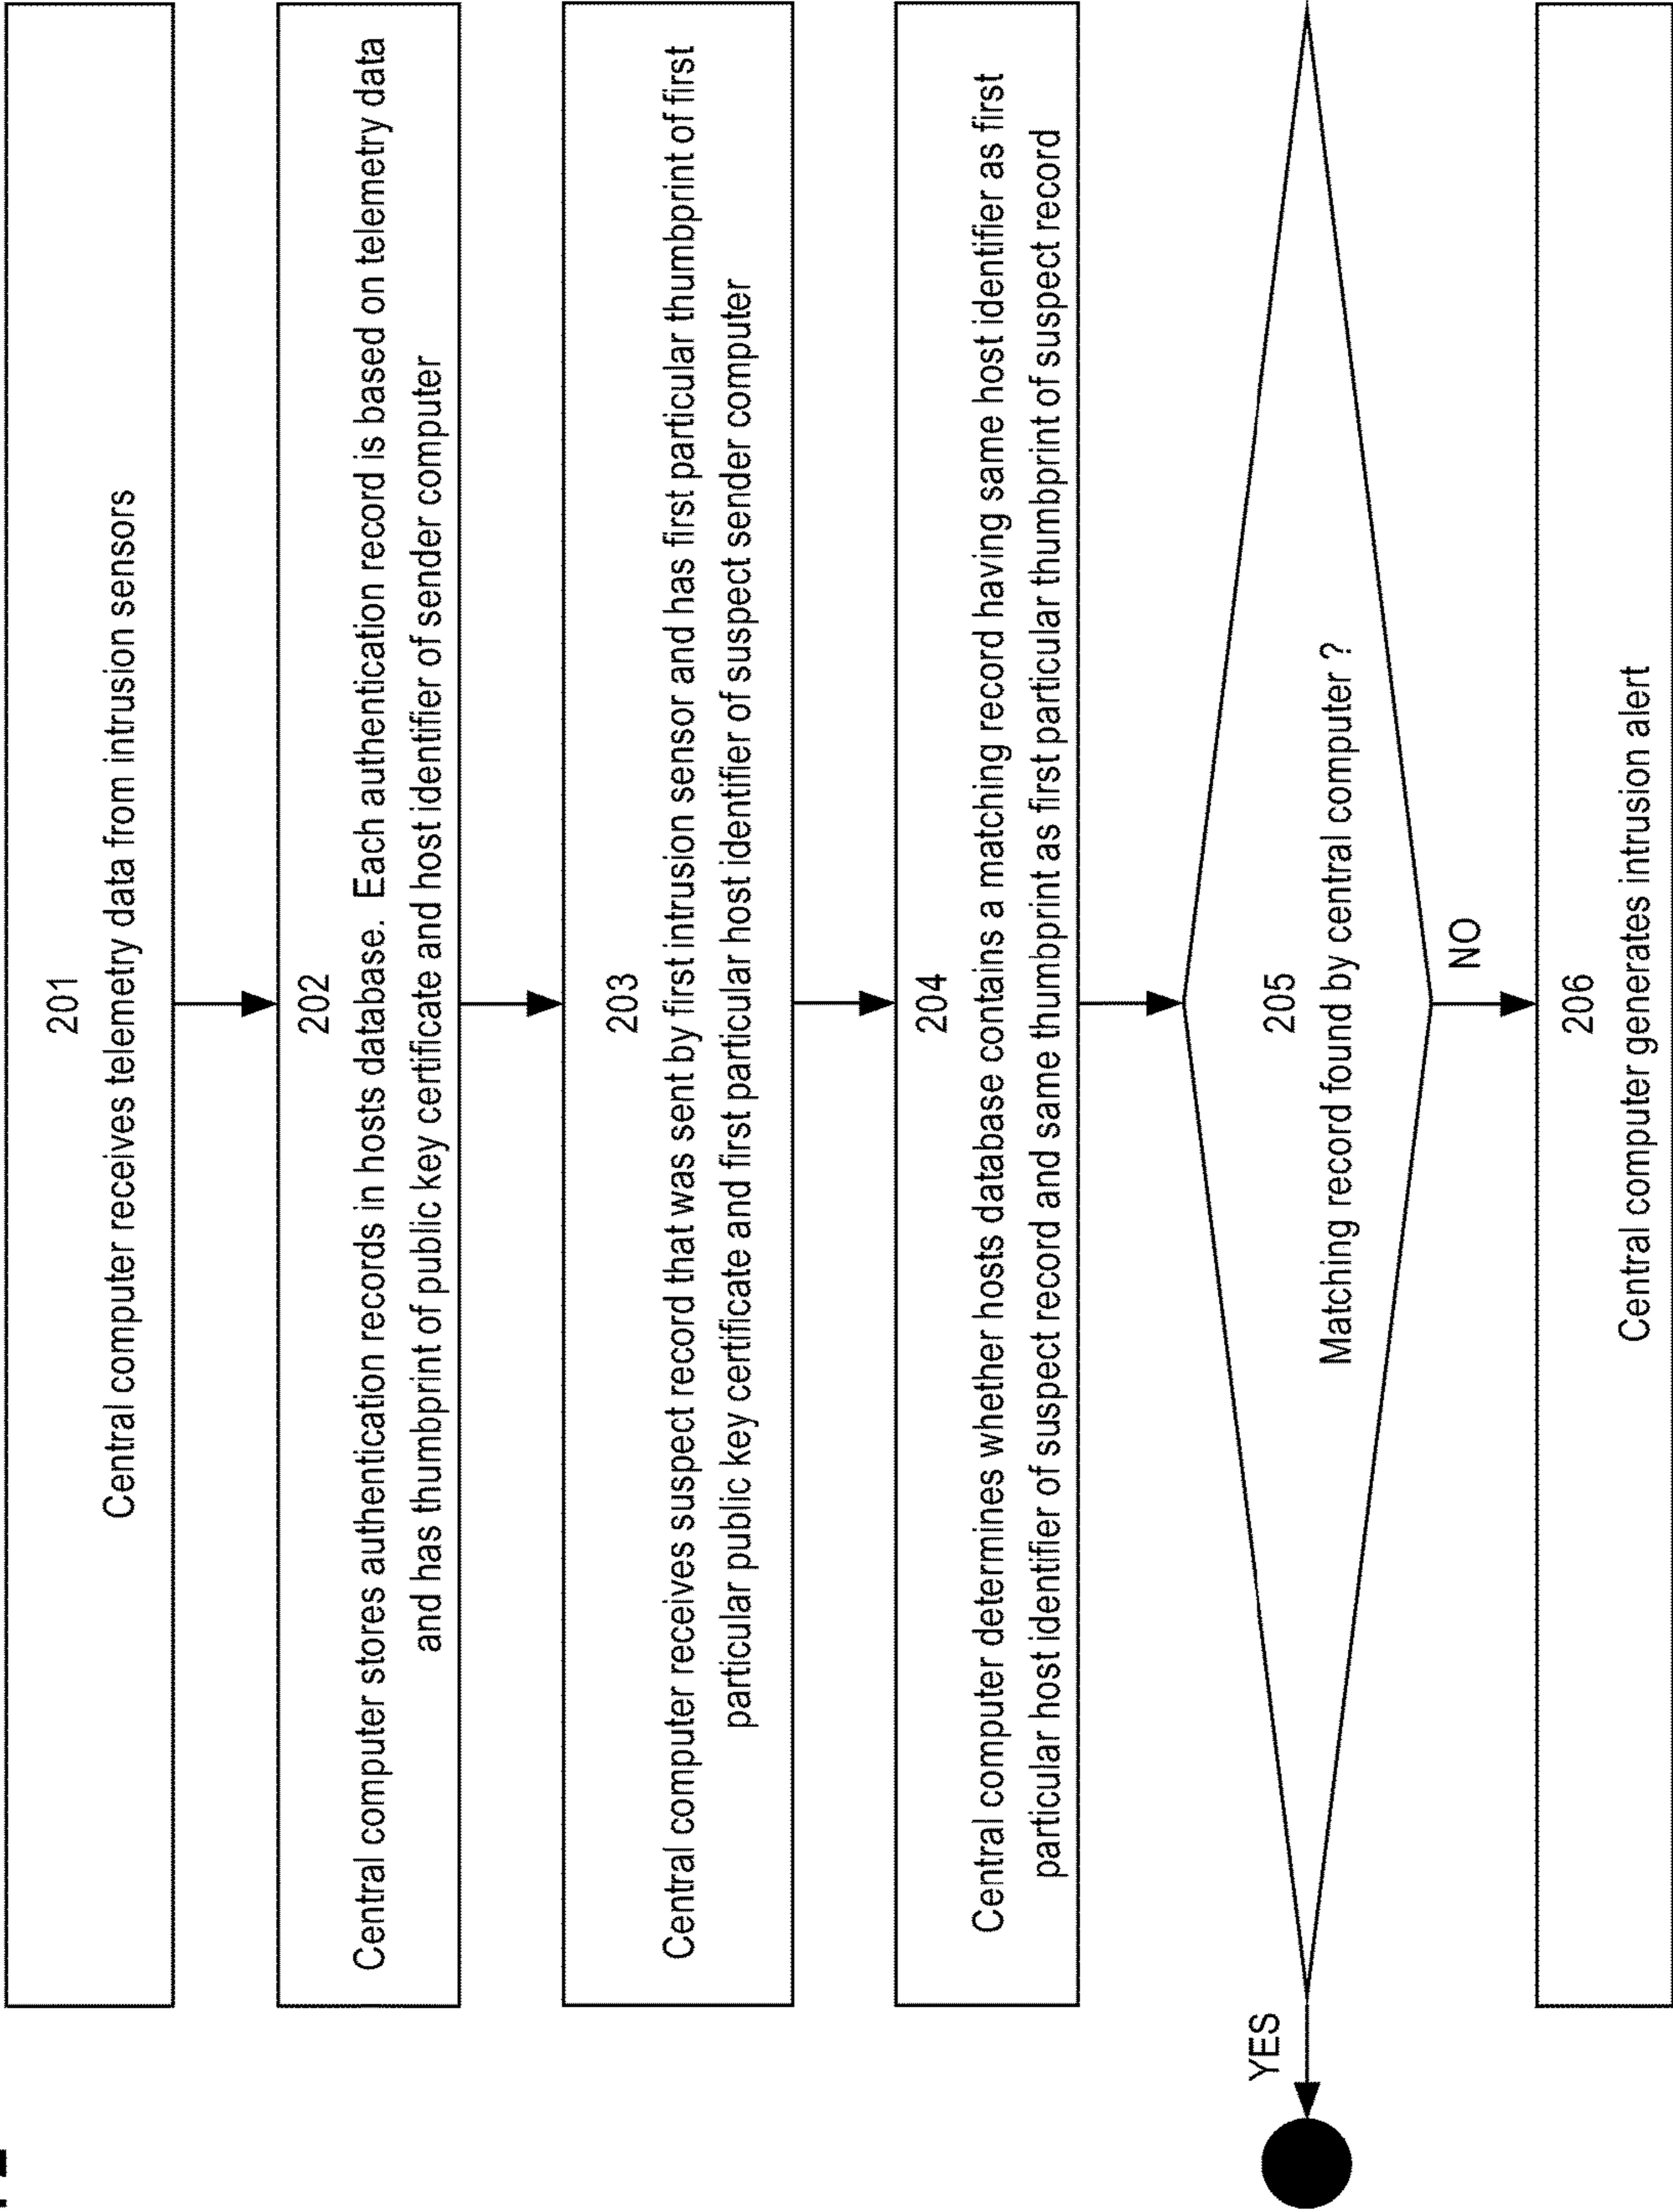 201
Central computer receives telemetry data from intrusion sensors
202
Central computer stores authentication records in hosts database. Each authentication record is based on telemetry data
and has thumbprint of public key certificate and host identifier of sender computer
203
Central computer receives suspect record that was sent by first intrusion sensor and has first particular thumbprint of first
particular public key certificate and first particular host identifier of suspect sender computer
204
Central computer determines whether hosts database contains a matching record having same host identifier as first
particular host identifier of suspect record and same thumbprint as first particular thumbprint of suspect record
205
Matching record found by central computer ?
YES
NO
206
Central computer generates intrusion alert